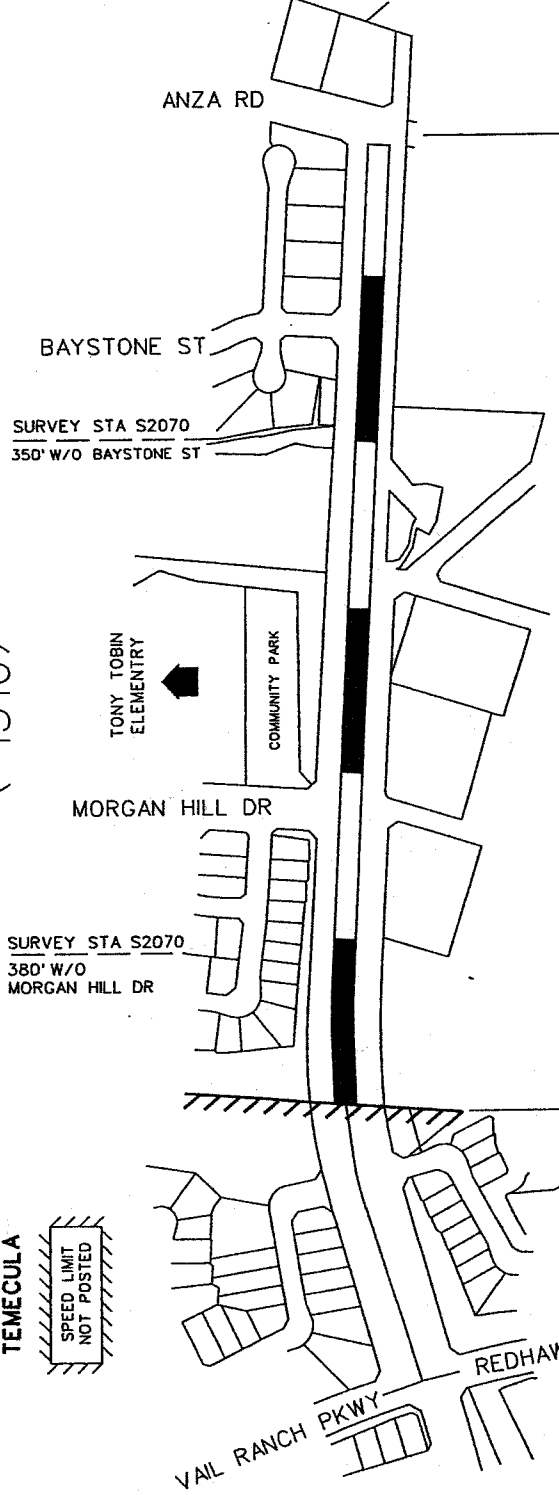 ANZA RD
BAYSTONE ST
SURVEY STA S2070
350' W/O BAYSTONE ST
TONY TOBIN
ELEMENTRY
COMMUNITY PARK
MORGAN HILL DR
SURVEY STA S2070
380' W/O
MORGAN HILL DR
TEMECULA
SPEED LIMIT
NOT POSTED
REDHAW
VAIL RANCH PKWY